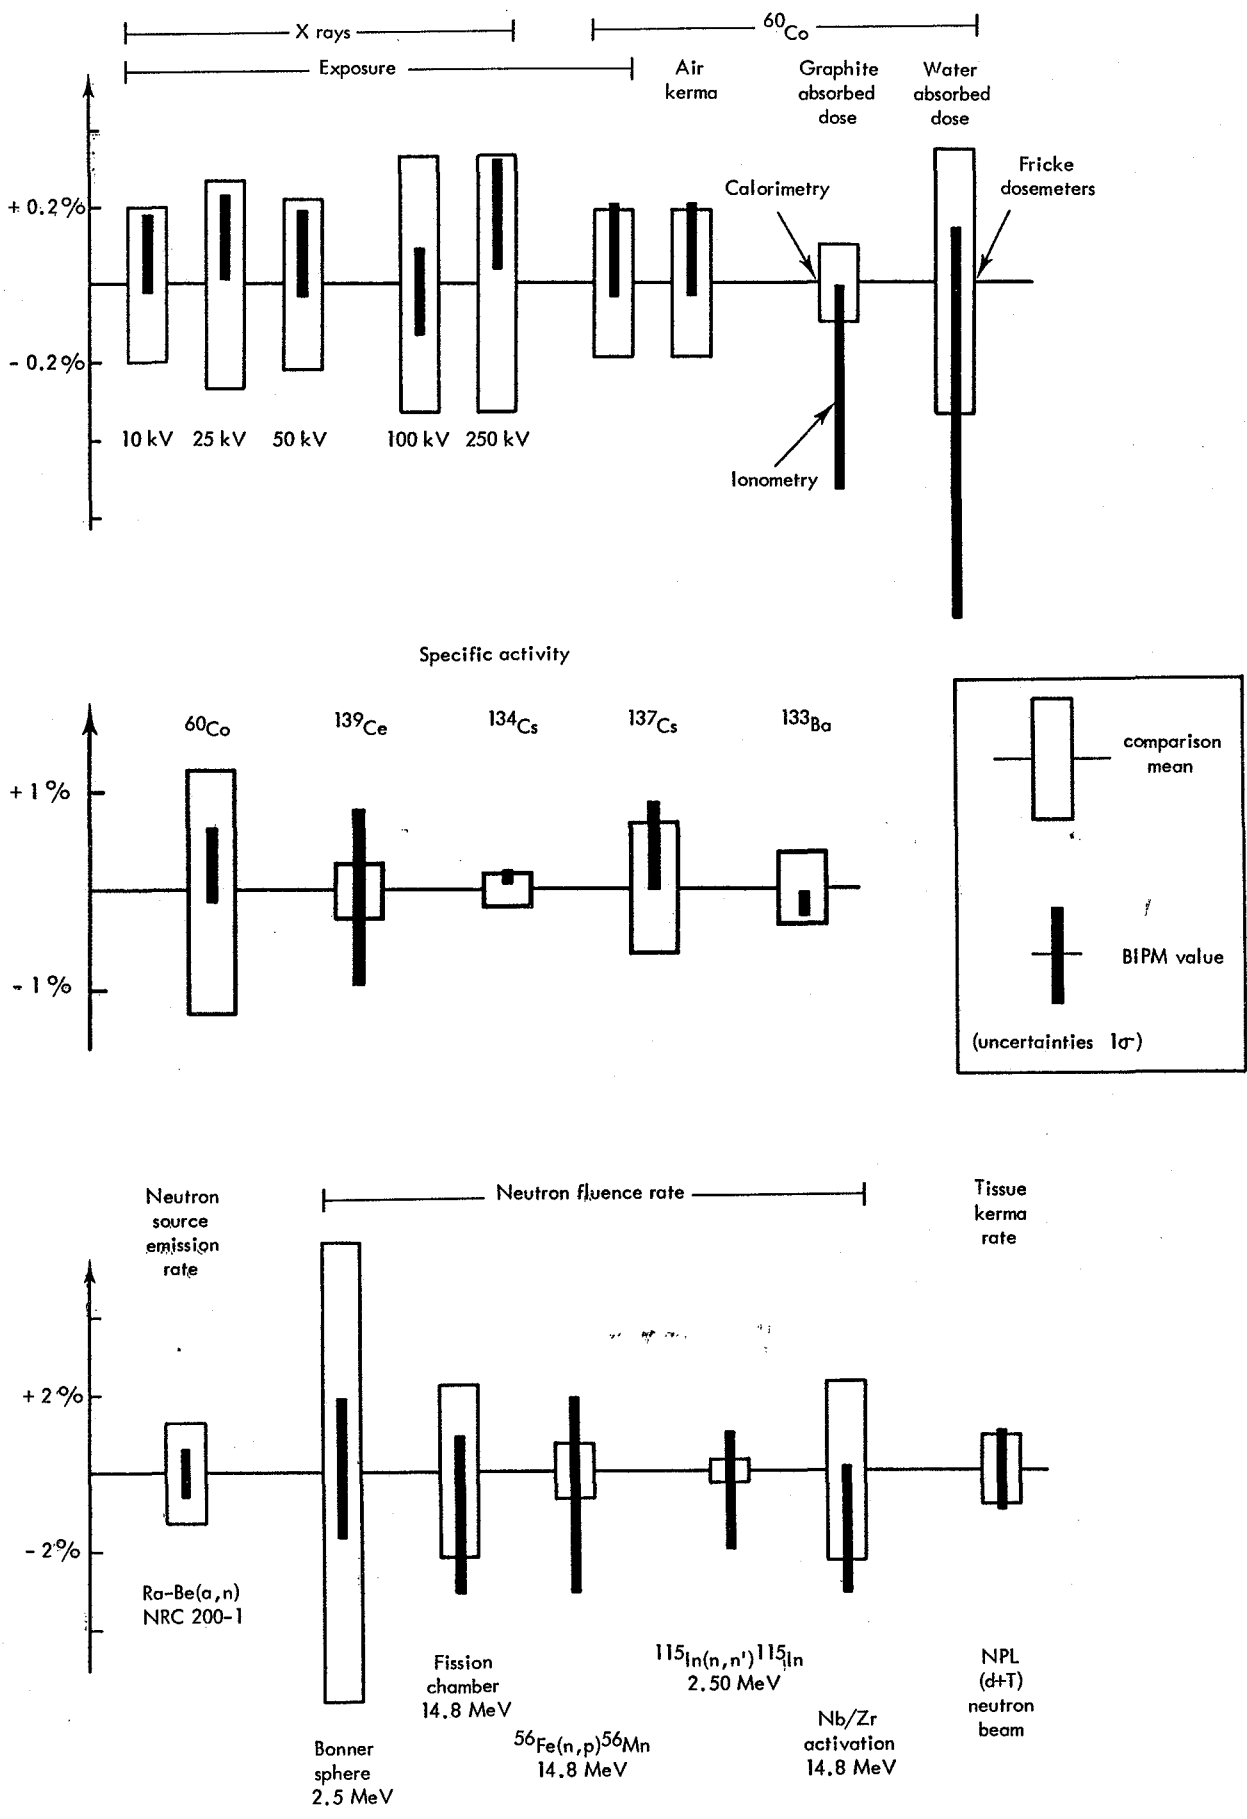 X rays
60Co
Exposure
Air
kerma
Graphite
absorbed
dose
Water
absorbed
dose
Calorimetry
Fricke
dosemeters
+ 0.2%
- 0.2%
10 kV
25 kV
50 kV
100 kV
250 kV
Ionometry
Specific activity
60Co
139Ce
134Cs
137Cs
133Ba
+ 1%
- 1%
comparison
mean
BIPM value
(uncertainties 1σ)
Neutron
source
emission
rate
Neutron fluence rate
Tissue
kerma
rate
+ 2%
- 2%
Ra-Be(α,n)
NRC 200-1
Fission
chamber
14.8 MeV
115In(n,n')115In
2.50 MeV
NPL
(d+T)
neutron
beam
Bonner
sphere
2.5 MeV
56Fe(n,p)56Mn
14.8 MeV
Nb/Zr
activation
14.8 MeV